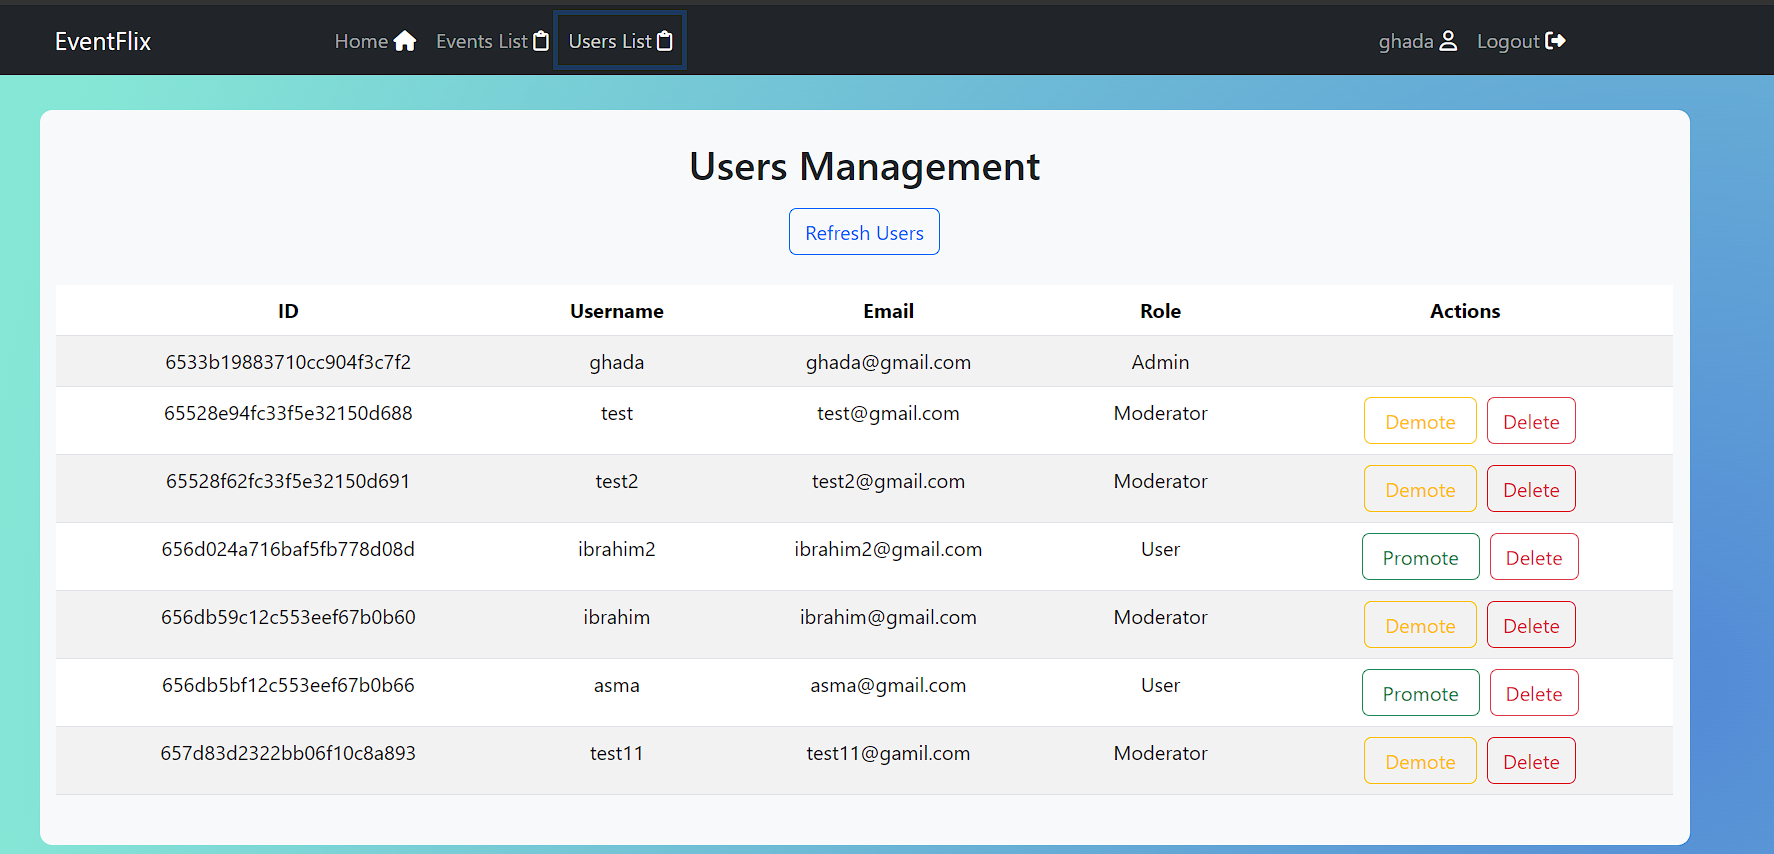 EventFlix Home Events List Users List ghada Logout
Users Management
Refresh Users
ID Username Email Role Actions
6533b19883710cc904f3c7f2 ghada ghada@gmail.com Admin
65528e94fc33f5e32150d688 test test@gmail.com Moderator Demote Delete
65528f62fc33f5e32150d691 test2 test2@gmail.com Moderator Demote Delete
656d024a716baf5fb778d08d ibrahim2 ibrahim2@gmail.com User Promote Delete
656db59c12c553eef67b0b60 ibrahim ibrahim@gmail.com Moderator Demote Delete
656db5bf12c553eef67b0b66 asma asma@gmail.com User Promote Delete
657d83d2322bb06f10c8a893 test11 test11@gamil.com Moderator Demote Delete